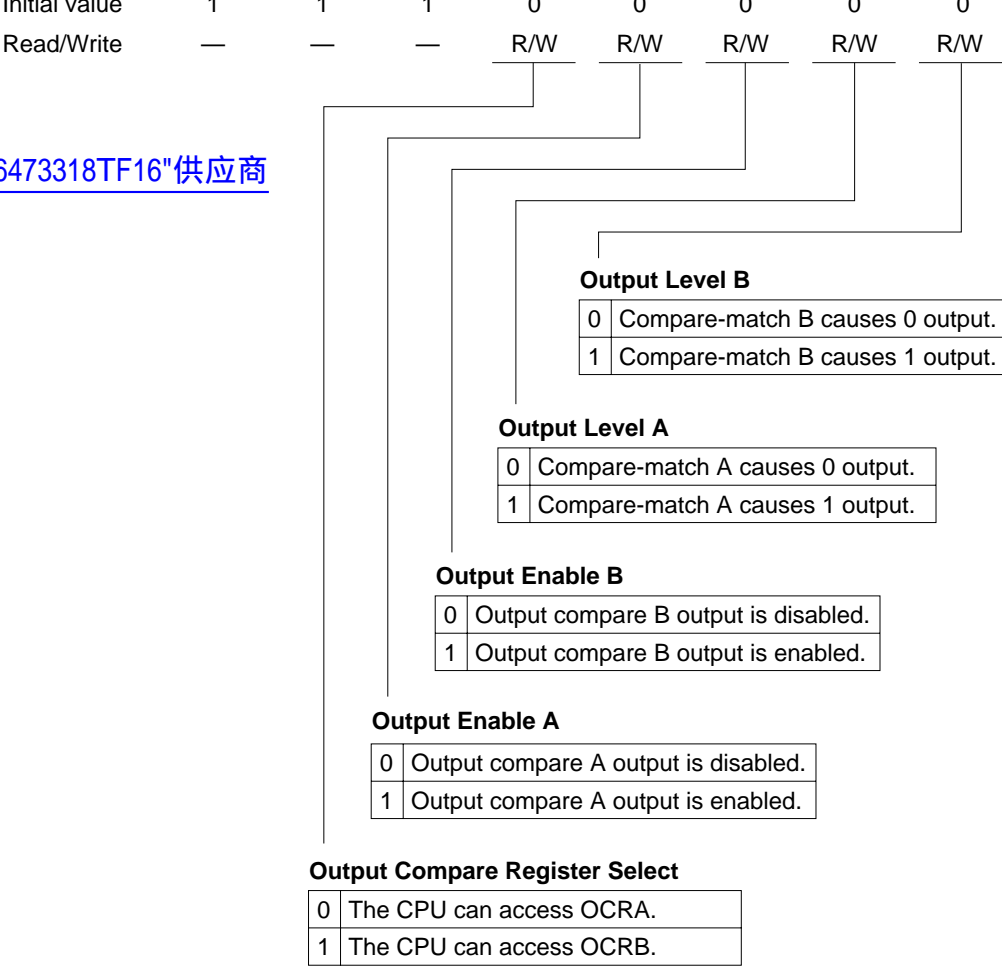 Initial value 1 1 1 0 0 0 0 0
Read/Write — — — R/W R/W R/W R/W R/W
6473318TF16"供应商
Output Level B
0 Compare-match B causes 0 output.
1 Compare-match B causes 1 output.
Output Level A
0 Compare-match A causes 0 output.
1 Compare-match A causes 1 output.
Output Enable B
0 Output compare B output is disabled.
1 Output compare B output is enabled.
Output Enable A
0 Output compare A output is disabled.
1 Output compare A output is enabled.
Output Compare Register Select
0 The CPU can access OCRA.
1 The CPU can access OCRB.